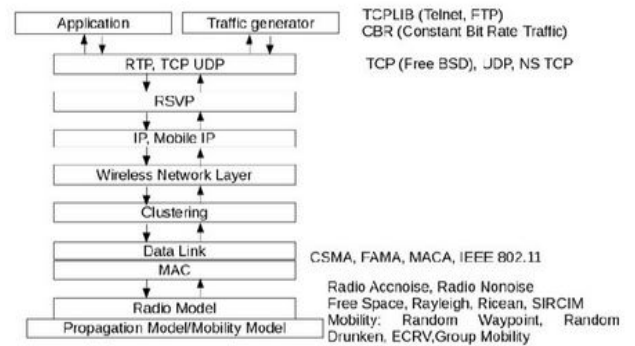 Application
Traffic generator
TCPLIB (Telnet, FTP)
CBR (Constant Bit Rate Traffic)
RTP, TCP UDP
TCP (Free BSD), UDP, NS TCP
RSVP
IP, Mobile IP
Wireless Network Layer
Clustering
Data Link
CSMA, FAMA, MACA, IEEE 802.11
MAC
Radio Model
Propagation Model/Mobility Model
Radio Accnoise, Radio Nonoise
Free Space, Rayleigh, Ricean, SIRCIM
Mobility: Random Waypoint, Random
Drunken, ECRV,Group Mobility